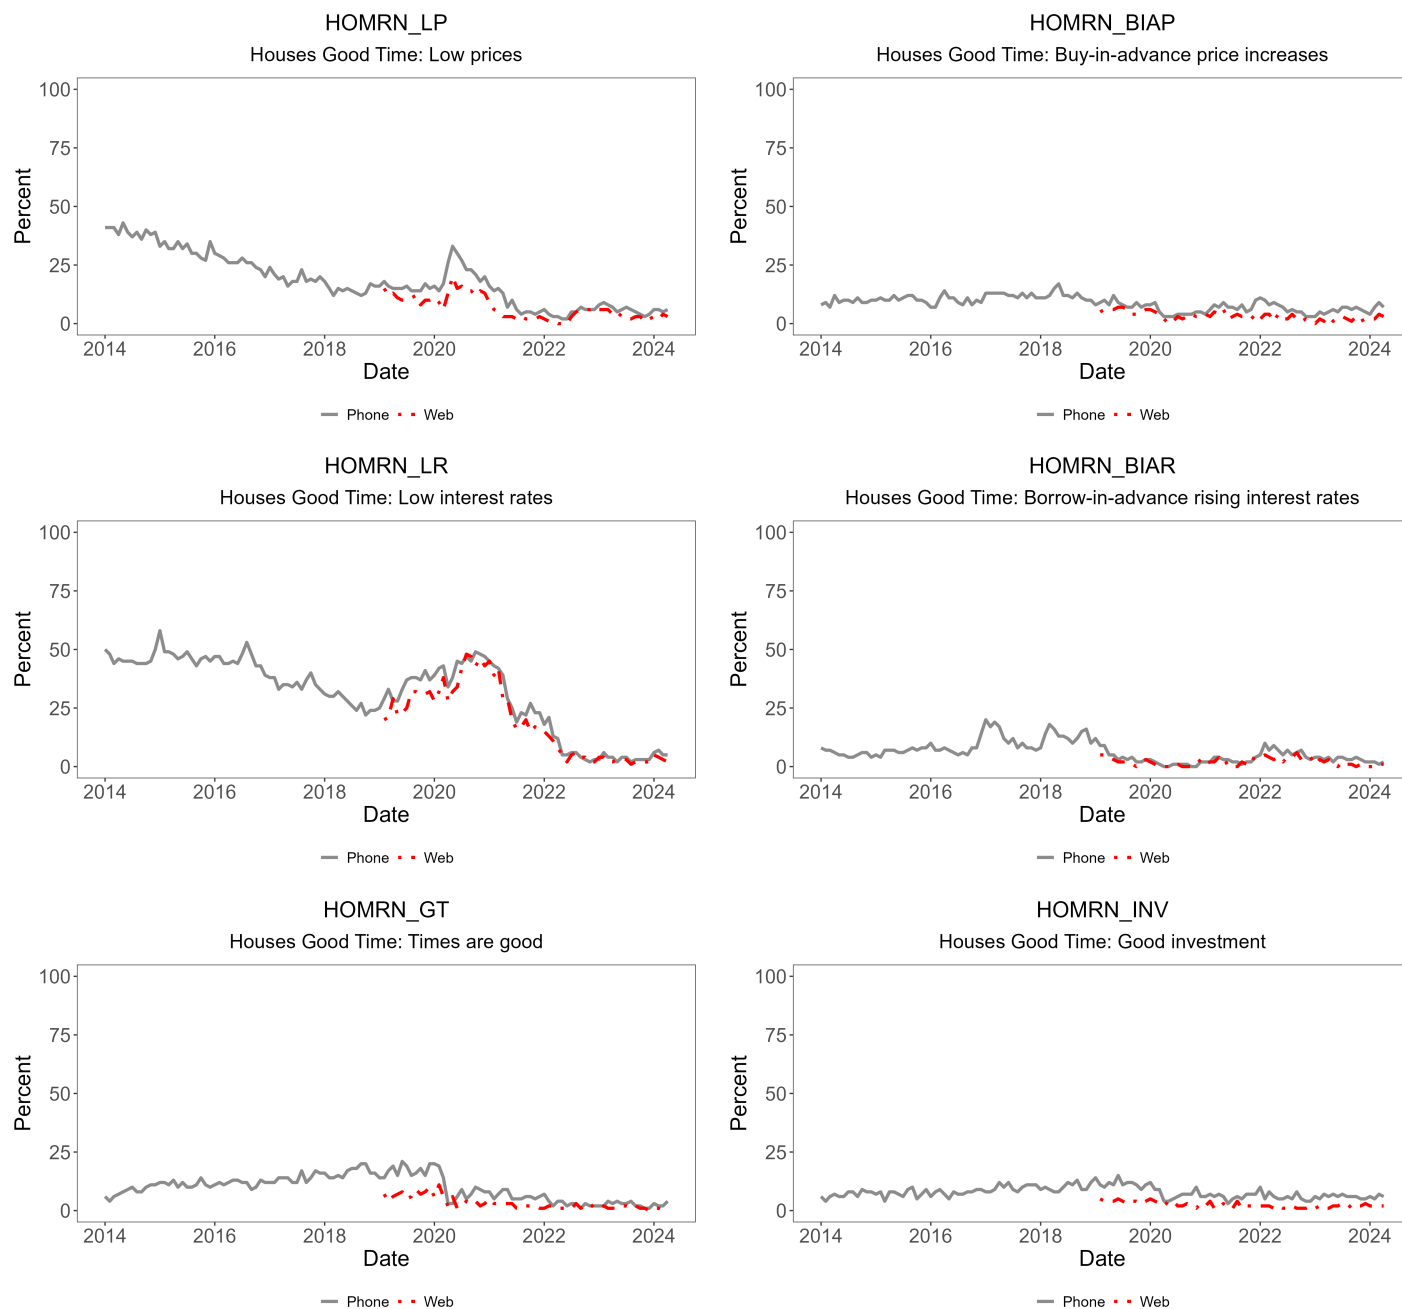 HOMRN_LP
Houses Good Time: Low prices
100
75
50
25
0
Percent
2014 2016 2018 2020 2022 2024
Date
Phone Web
HOMRN_BIAP
Houses Good Time: Buy-in-advance price increases
100
75
50
25
0
Percent
2014 2016 2018 2020 2022 2024
Date
Phone Web
HOMRN_LR
Houses Good Time: Low interest rates
100
75
50
25
0
Percent
2014 2016 2018 2020 2022 2024
Date
Phone Web
HOMRN_BIAR
Houses Good Time: Borrow-in-advance rising interest rates
100
75
50
25
0
Percent
2014 2016 2018 2020 2022 2024
Date
Phone Web
HOMRN_GT
Houses Good Time: Times are good
100
75
50
25
0
Percent
2014 2016 2018 2020 2022 2024
Date
Phone Web
HOMRN_INV
Houses Good Time: Good investment
100
75
50
25
0
Percent
2014 2016 2018 2020 2022 2024
Date
Phone Web